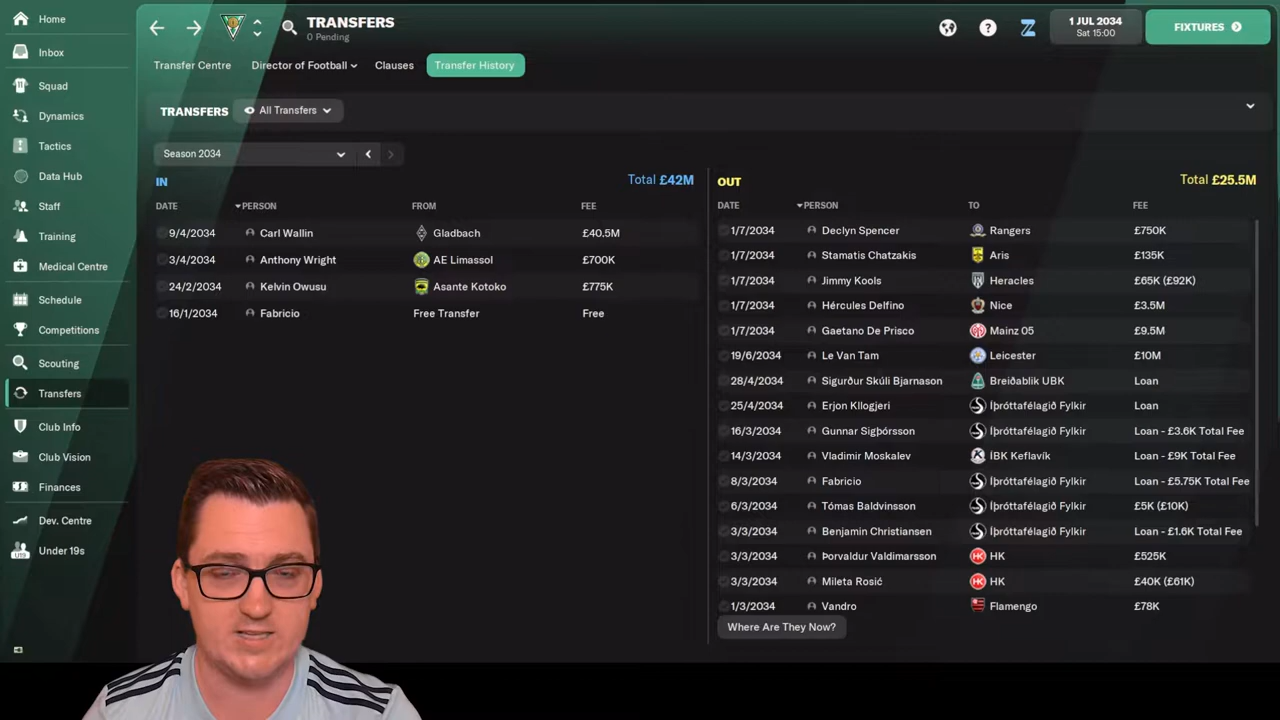 Home
Inbox
Squad
Dynamics
Tactics
Data Hub
Staff
Training
Medical Centre
Schedule
Competitions
Scouting
Transfers
Club Info
Club Vision
Finances
Dev. Centre
U19 Under 19s
TRANSFERS
0 Pending
? 1 JUL 2034
Sat 15:00
FIXTURES
Transfer Centre Director of Football Clauses Transfer History
TRANSFERS All Transfers
Season 2034
IN Total £42M
DATE PERSON FROM FEE
9/4/2034 Carl Wallin Gladbach £40.5M
3/4/2034 Anthony Wright AE Limassol £700K
24/2/2034 Kelvin Owusu Asante Kotoko £775K
16/1/2034 Fabricio Free Transfer Free
OUT Total £25.5M
DATE PERSON TO FEE
1/7/2034 Declyn Spencer Rangers £750K
1/7/2034 Stamatis Chatzakis Aris £135K
1/7/2034 Jimmy Kools Heracles £65K (£92K)
1/7/2034 Hércules Delfino Nice £3.5M
1/7/2034 Gaetano De Prisco Mainz 05 £9.5M
19/6/2034 Le Van Tam Leicester £10M
28/4/2034 Sigurður Skúli Bjarnason Breiðablik UBK Loan
25/4/2034 Erjon Kllogjeri Íþróttafélagið Fylkir Loan
16/3/2034 Gunnar Sigþórsson Íþróttafélagið Fylkir Loan - £3.6K Total Fee
14/3/2034 Vladimir Moskalev ÍBK Keflavík Loan - £9K Total Fee
8/3/2034 Fabricio Íþróttafélagið Fylkir Loan - £5.75K Total Fee
6/3/2034 Tómas Baldvinsson Íþróttafélagið Fylkir £5K (£10K)
3/3/2034 Benjamin Christiansen Íþróttafélagið Fylkir Loan - £1.6K Total Fee
3/3/2034 Þorvaldur Valdimarsson HK £525K
3/3/2034 Mileta Rosić HK £40K (£61K)
1/3/2034 Vandro Flamengo £78K
Where Are They Now?